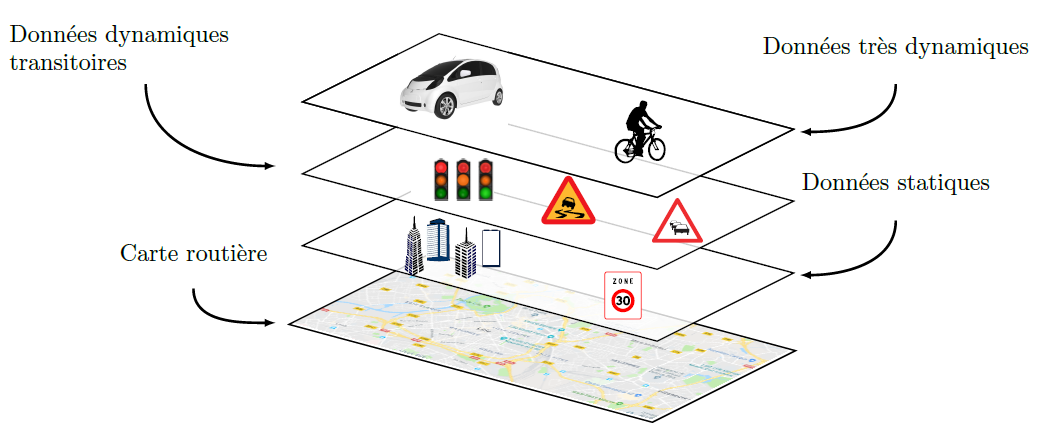 Données dynamiques
transitoires
Données très dynamiques
Données statiques
Carte routière
ZONE
30